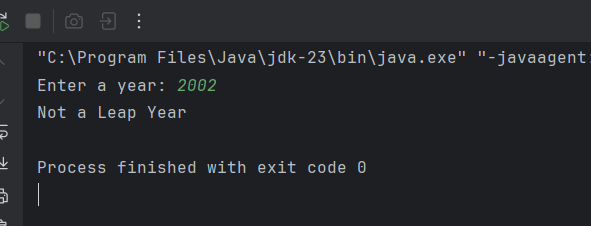 "C:\Program Files\Java\jdk-23\bin\java.exe" "-javaagent:
Enter a year: 2002
Not a Leap Year
Process finished with exit code 0